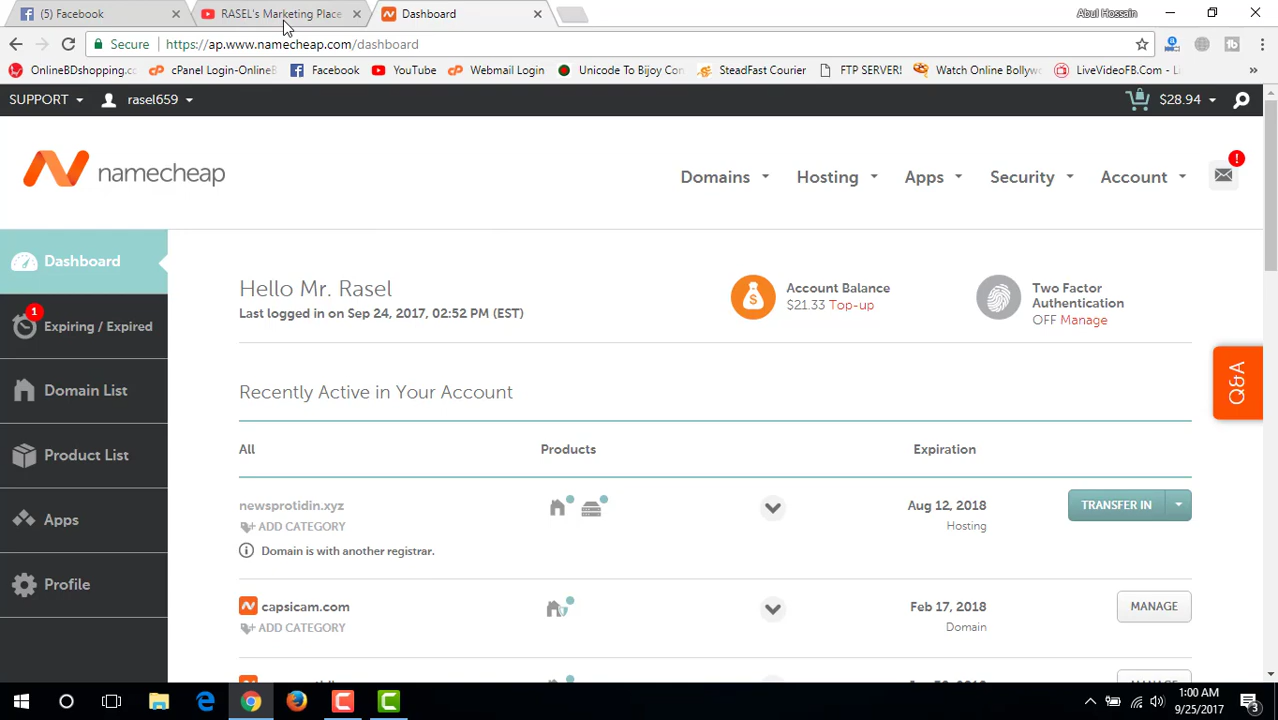 (5) Facebook
RASEL's Marketing Place
Dashboard
Abul Hossain
Secure
https://ap.www.namecheap.com/dashboard
OnlineBDshopping.cc
cPanel Login-OnlineB
Facebook
YouTube
Webmail Login
Unicode To Bijoy Con
SteadFast Courier
FTP SERVER!
Watch Online Bollyw
LiveVideoFB.Com - L
SUPPORT
rasel659
$28.94
namecheap
Domains
Hosting
Apps
Security
Account
!
Dashboard
1
Expiring / Expired
Domain List
Product List
Apps
Profile
Hello Mr. Rasel
Last logged in on Sep 24, 2017, 02:52 PM (EST)
Account Balance
$21.33 Top-up
Two Factor
Authentication
OFF Manage
Q&A
Recently Active in Your Account
All
Products
Expiration
newsprotidin.xyz
ADD CATEGORY
Domain is with another registrar.
Aug 12, 2018
Hosting
TRANSFER IN
capsicam.com
ADD CATEGORY
Feb 17, 2018
Domain
MANAGE
1:00 AM
9/25/2017
3